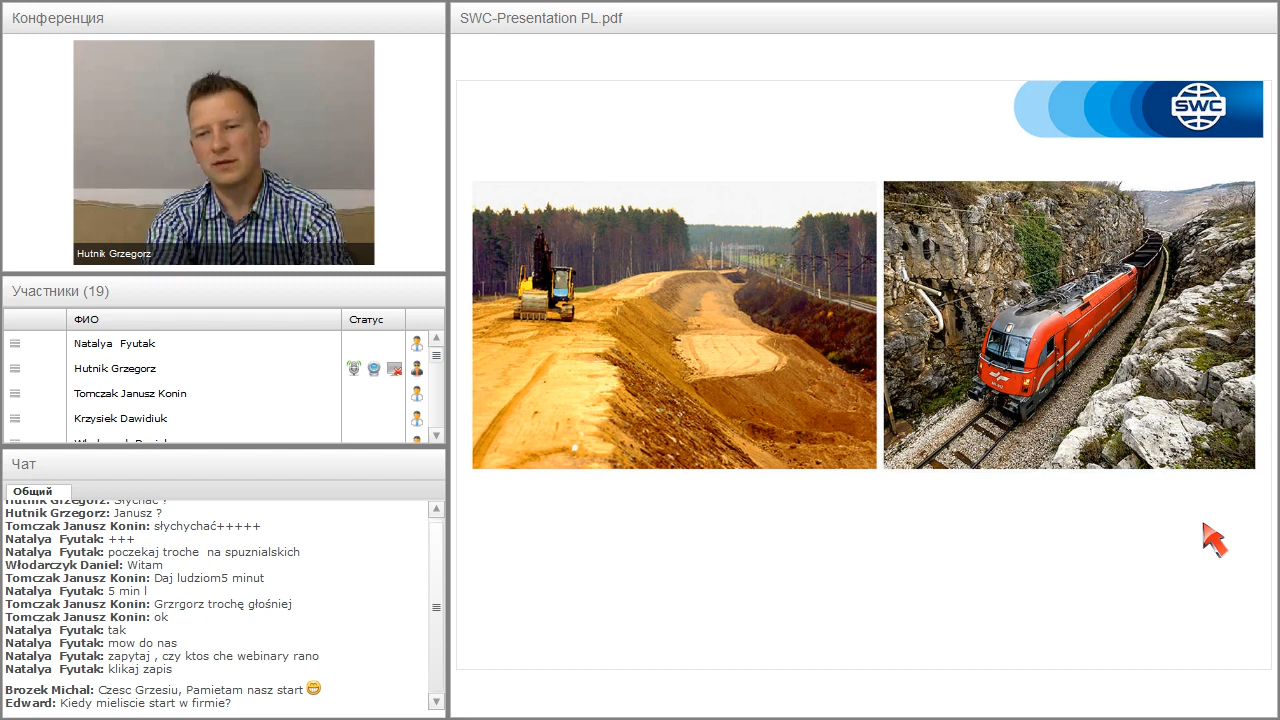 Конференция
Hutnik Grzegorz
Участники (19)
ФИО
Статус
Natalya Fyutak
Hutnik Grzegorz
Tomczak Janusz Konin
Krzysiek Dawidiuk
Чат
Общий
Hutnik Grzegorz: Słychać ?
Hutnik Grzegorz: Janusz ?
Tomczak Janusz Konin: słychychać+++++
Natalya Fyutak: +++
Natalya Fyutak: poczekaj troche na spuznialskich
Włodarczyk Daniel: Witam
Tomczak Janusz Konin: Daj ludziom5 minut
Natalya Fyutak: 5 min l
Tomczak Janusz Konin: Grzrgorz trochę głośniej
Tomczak Janusz Konin: ok
Natalya Fyutak: tak
Natalya Fyutak: mow do nas
Natalya Fyutak: zapytaj , czy ktos che webinary rano
Natalya Fyutak: klikaj zapis
Brozek Michal: Czesc Grzesiu, Pamietam nasz start
Edward: Kiedy mieliscie start w firmie?
SWC-Presentation PL.pdf
SWC